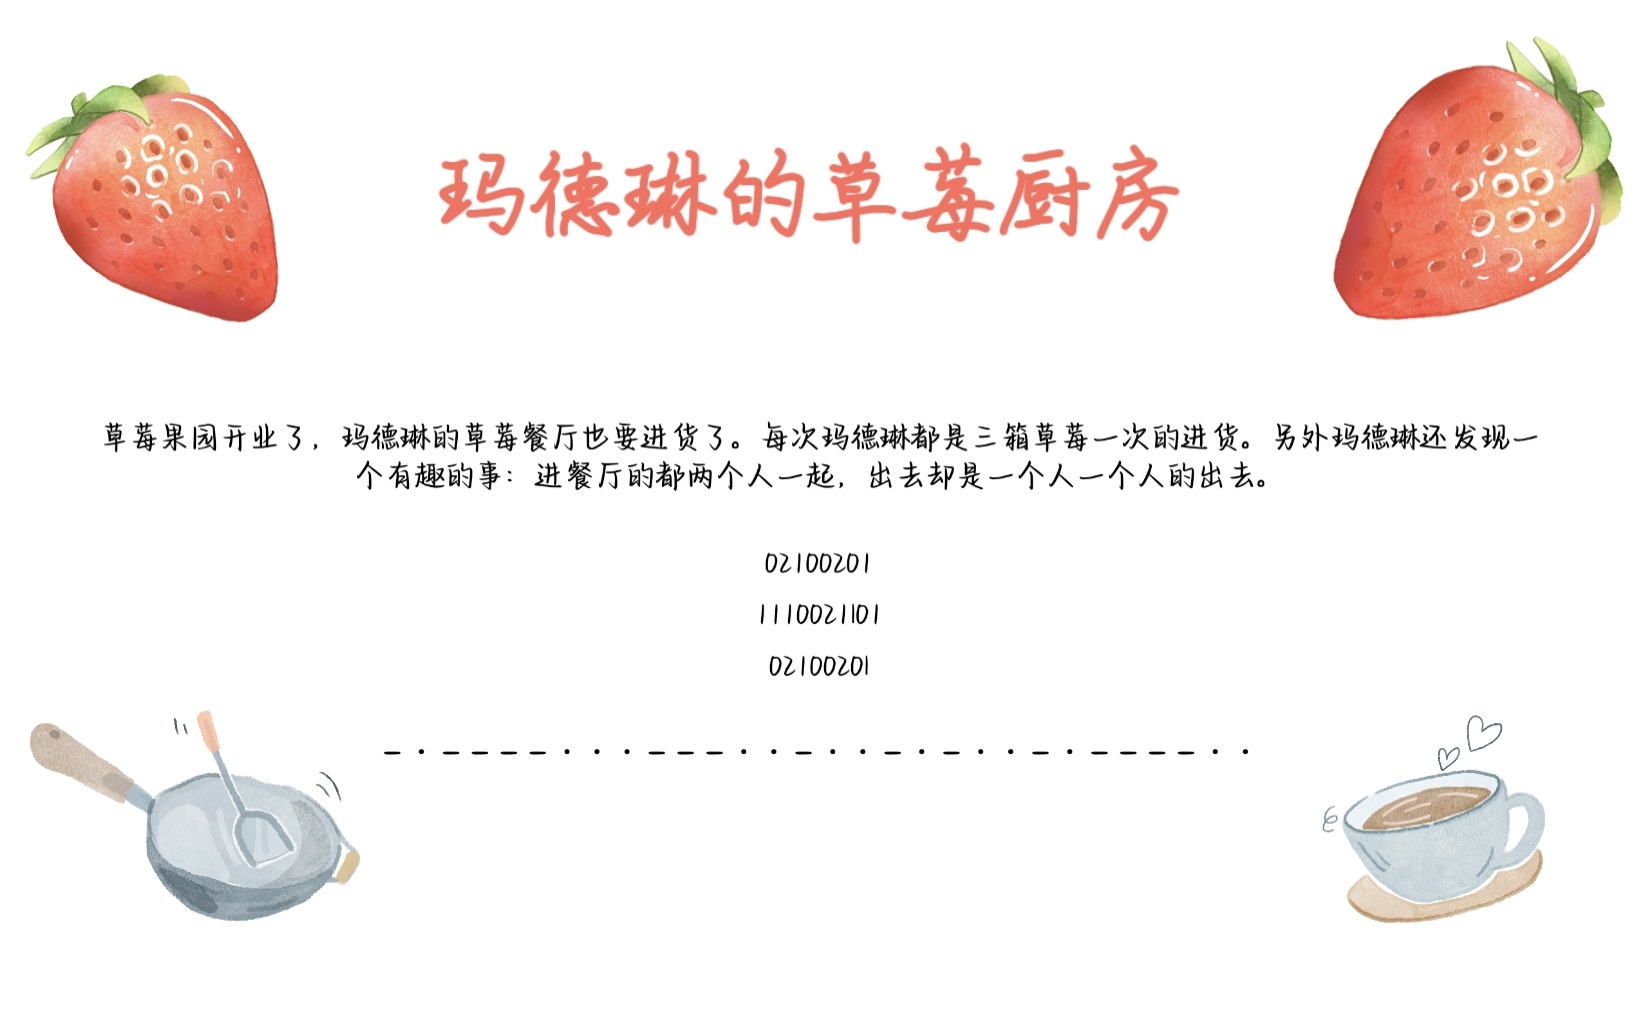 玛德琳的草莓厨房
草莓果园开业了，玛德琳的草莓餐厅也要进货了。每次玛德琳都是三箱草莓一次的进货。另外玛德琳还发现一
个有趣的事：进餐厅的都两个人一起，出去却是一个人一个人的出去。
02100201
1110021101
02100201
－·－－－－···－－－··－··－·－··－·－－－－··